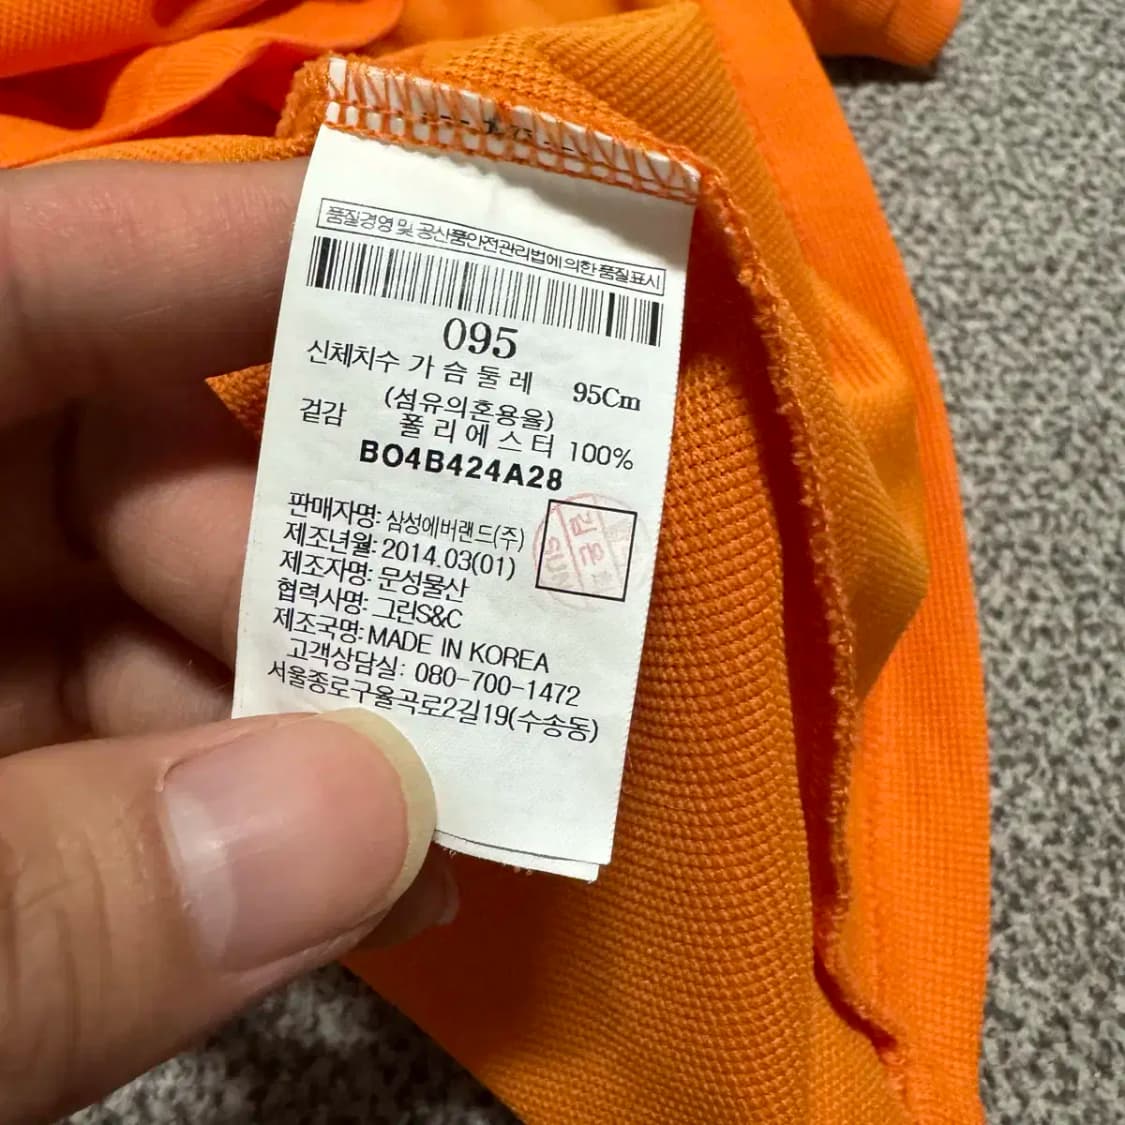 품질경영 및 공산품안전관리법에 의한 품질표시
095
신체치수 가 슴 둘 레 95Cm
(섬유의혼용율)
겉감 폴 리 에 스 터 100%
BO4B424A28
판매자명: 삼성에버랜드(주)
제조년월: 2014.03(01)
제조자명: 문성물산
협력사명: 그린S&C
제조국명: MADE IN KOREA
고객상담실: 080-700-1472
서울종로구율곡로2길19(수송동)